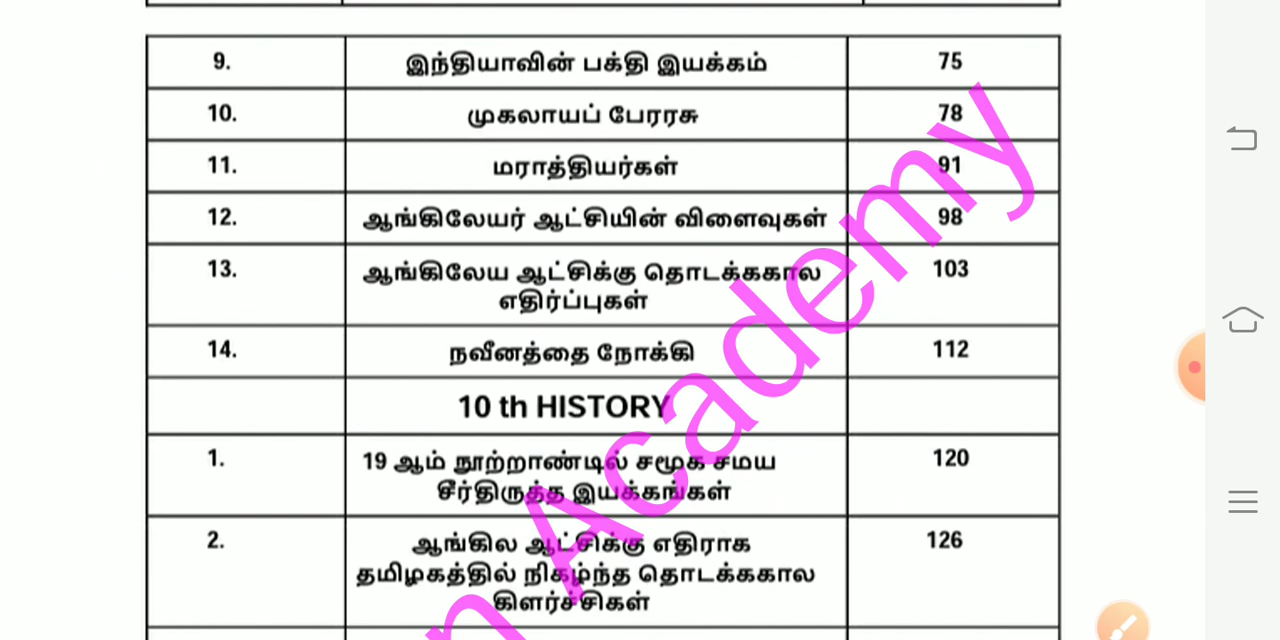 9. இந்தியாவின் பக்தி இயக்கம் 75
10. முகலாயப் பேரரசு 78
11. மராத்தியர்கள் 91
12. ஆங்கிலேயர் ஆட்சியின் விளைவுகள் 98
13. ஆங்கிலேய ஆட்சிக்கு தொடக்ககால 103
எதிர்ப்புகள்
14. நவீனத்தை நோக்கி 112
10 th HISTORY
1. 19 ஆம் நூற்றாண்டில் சமூக சமய 120
சீர்திருத்த இயக்கங்கள்
2. ஆங்கில ஆட்சிக்கு எதிராக 126
தமிழகத்தில் நிகழ்ந்த தொடக்ககால
கிளர்ச்சிகள்
Academy